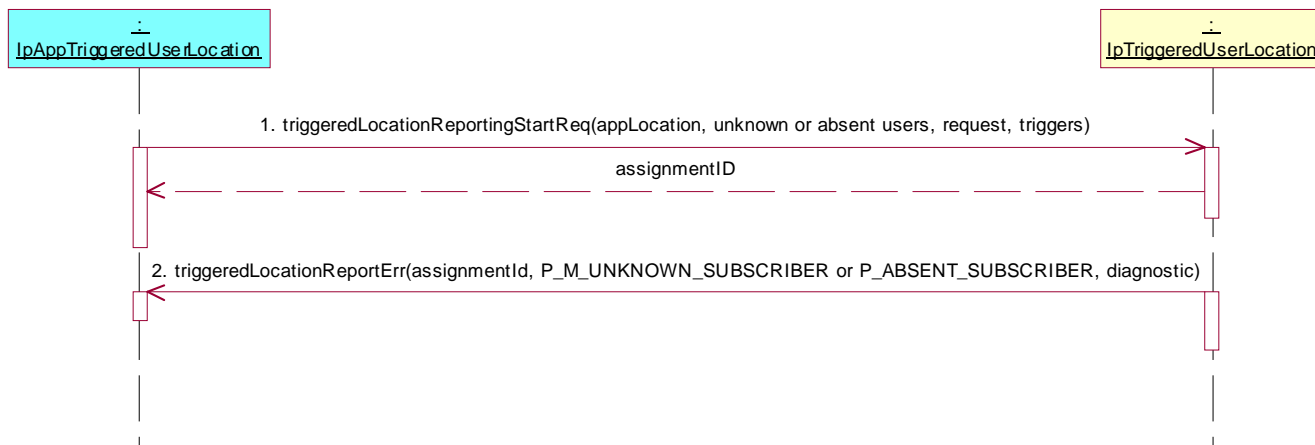 :
IpAppTriggeredUserLocation
:
IpTriggeredUserLocation
1. triggeredLocationReportingStartReq(appLocation, unknown or absent users, request, triggers)
assignmentID
2. triggeredLocationReportErr(assignmentId, P_M_UNKNOWN_SUBSCRIBER or P_ABSENT_SUBSCRIBER, diagnostic)